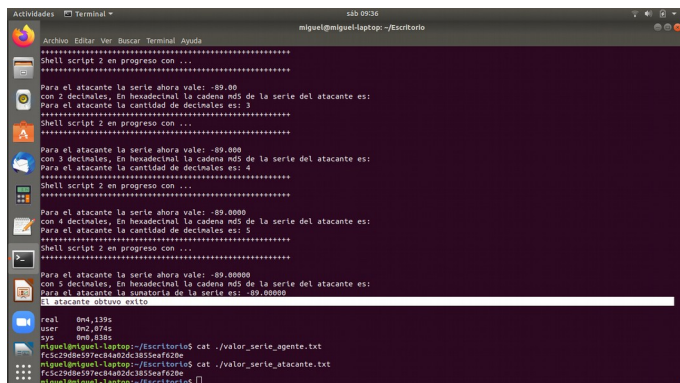 Actividades Terminal sáb 09:36
miguel@miguel-laptop: ~/Escritorio
Archivo Editar Ver Buscar Terminal Ayuda
++++++++++++++++++++++++++++++++++++++++++++++++++++
Shell script 2 en progreso con ...
++++++++++++++++++++++++++++++++++++++++++++++++++++
Para el atacante la serie ahora vale: -89.00
con 2 decimales, En hexadecimal la cadena md5 de la serie del atacante es:
Para el atacante la cantidad de decimales es: 3
++++++++++++++++++++++++++++++++++++++++++++++++++++
Shell script 2 en progreso con ...
++++++++++++++++++++++++++++++++++++++++++++++++++++
Para el atacante la serie ahora vale: -89.000
con 3 decimales, En hexadecimal la cadena md5 de la serie del atacante es:
Para el atacante la cantidad de decimales es: 4
++++++++++++++++++++++++++++++++++++++++++++++++++++
Shell script 2 en progreso con ...
++++++++++++++++++++++++++++++++++++++++++++++++++++
Para el atacante la serie ahora vale: -89.0000
con 4 decimales, En hexadecimal la cadena md5 de la serie del atacante es:
Para el atacante la cantidad de decimales es: 5
++++++++++++++++++++++++++++++++++++++++++++++++++++
Shell script 2 en progreso con ...
++++++++++++++++++++++++++++++++++++++++++++++++++++
Para el atacante la serie ahora vale: -89.00000
con 5 decimales, En hexadecimal la cadena md5 de la serie del atacante es:
Para el atacante la sumatoria de la serie es: -89.00000
El atacante obtuvo exito
real 0m4,139s
user 0m2,074s
sys 0m0,838s
miguel@miguel-laptop:~/Escritorio$ cat ./valor_serie_agente.txt
fc5c29d8e597ec84a02dc3855eaf620e
miguel@miguel-laptop:~/Escritorio$ cat ./valor_serie_atacante.txt
fc5c29d8e597ec84a02dc3855eaf620e
miguel@miguel-laptop:~/Escritorio$